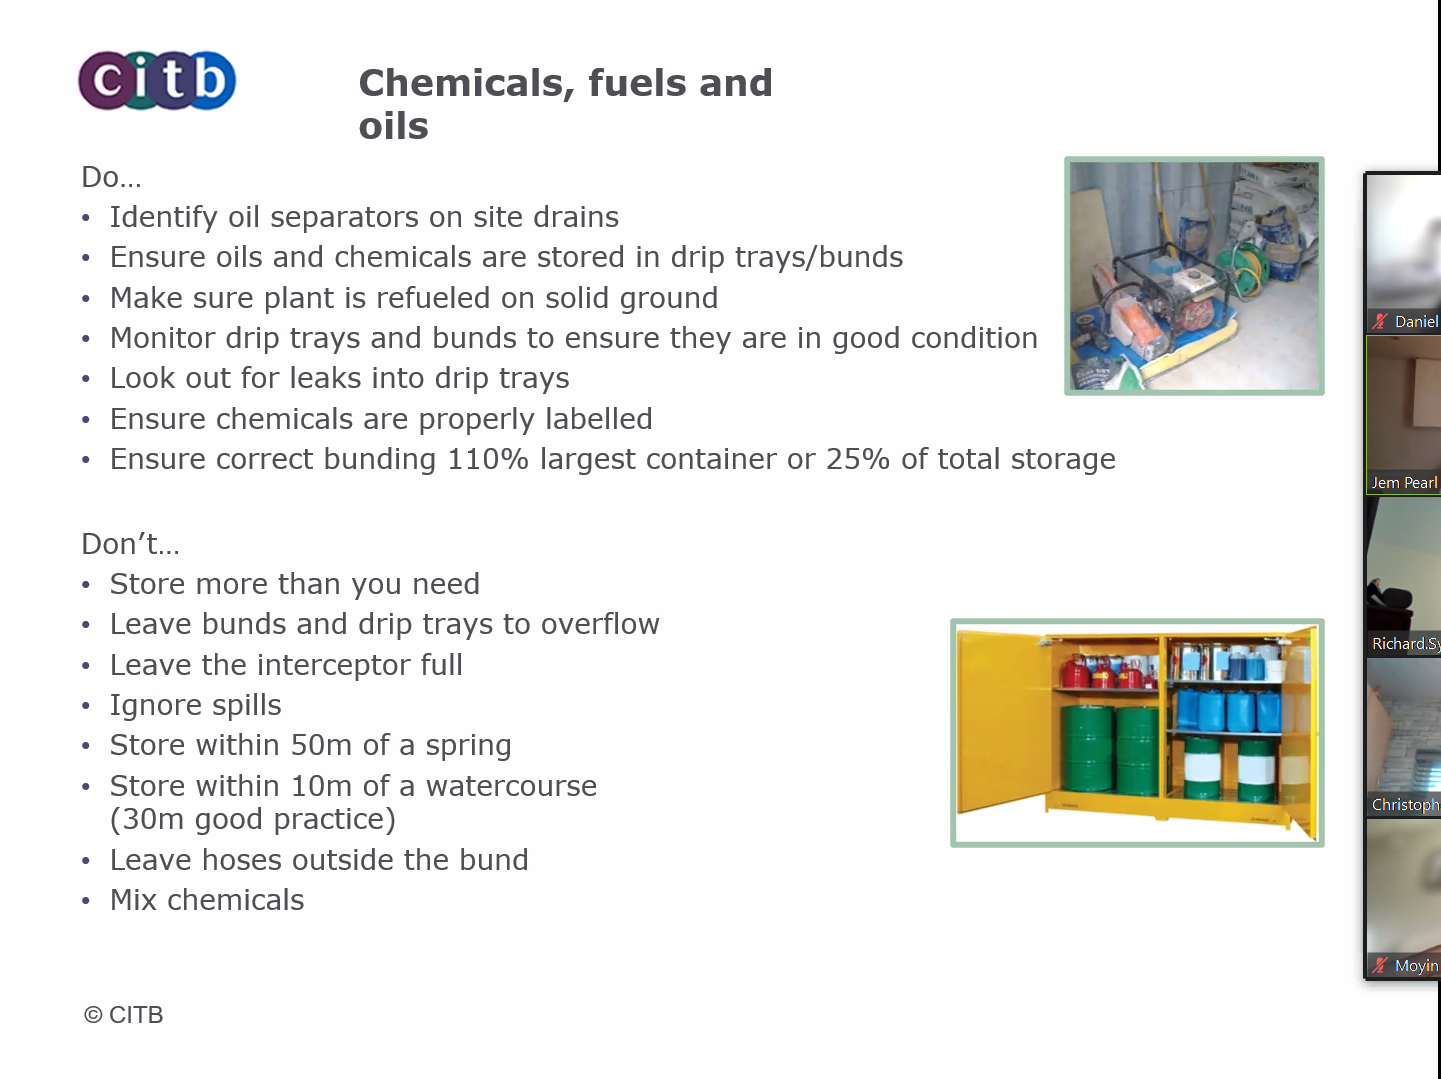 citb
Chemicals, fuels and
oils
Do...
• Identify oil separators on site drains
• Ensure oils and chemicals are stored in drip trays/bunds
• Make sure plant is refueled on solid ground
• Monitor drip trays and bunds to ensure they are in good condition
• Look out for leaks into drip trays
• Ensure chemicals are properly labelled
• Ensure correct bunding 110% largest container or 25% of total storage
Don’t...
• Store more than you need
• Leave bunds and drip trays to overflow
• Leave the interceptor full
• Ignore spills
• Store within 50m of a spring
• Store within 10m of a watercourse
(30m good practice)
• Leave hoses outside the bund
• Mix chemicals
© CITB
Daniel
Jem Pearl
Richard.Sy
Christoph
Moyin